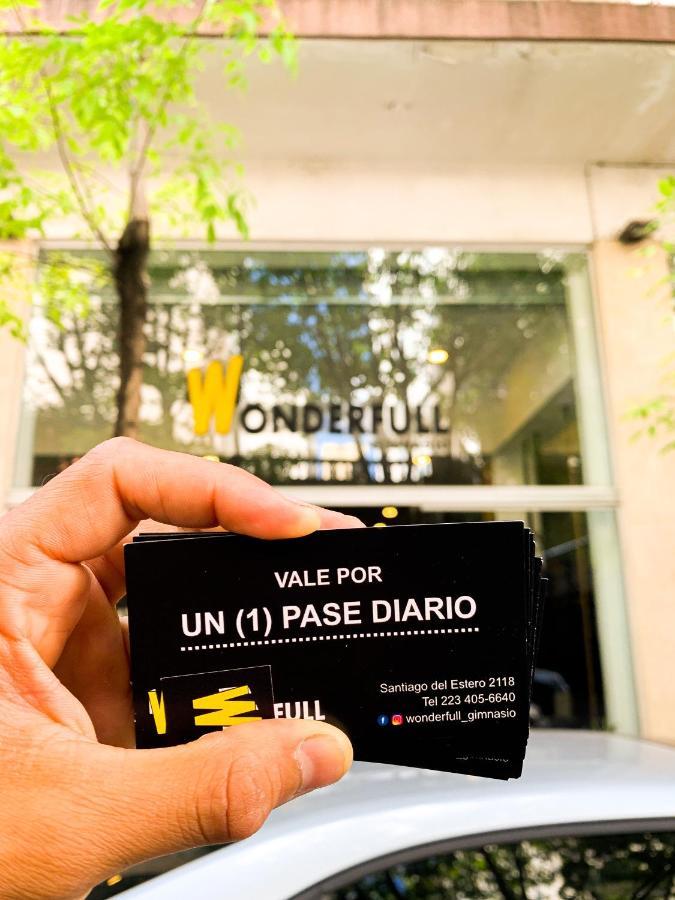 WONDERFULL
VALE POR
UN (1) PASE DIARIO
Santiago del Estero 2118
Tel 223 405-6640
wonderfull_gimnasio
W
FULL